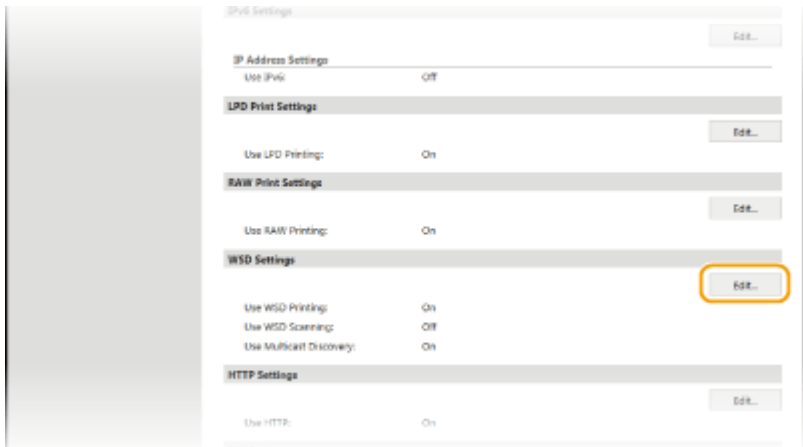 IPv6 Settings
Edit...
IP Address Settings
Use IPv6: Off
LPD Print Settings
Edit...
Use LPD Printing: On
RAW Print Settings
Edit...
Use RAW Printing: On
WSD Settings
Edit...
Use WSD Printing: On
Use WSD Scanning: Off
Use Multicast Discovery: On
HTTP Settings
Edit...
Use HTTP: On